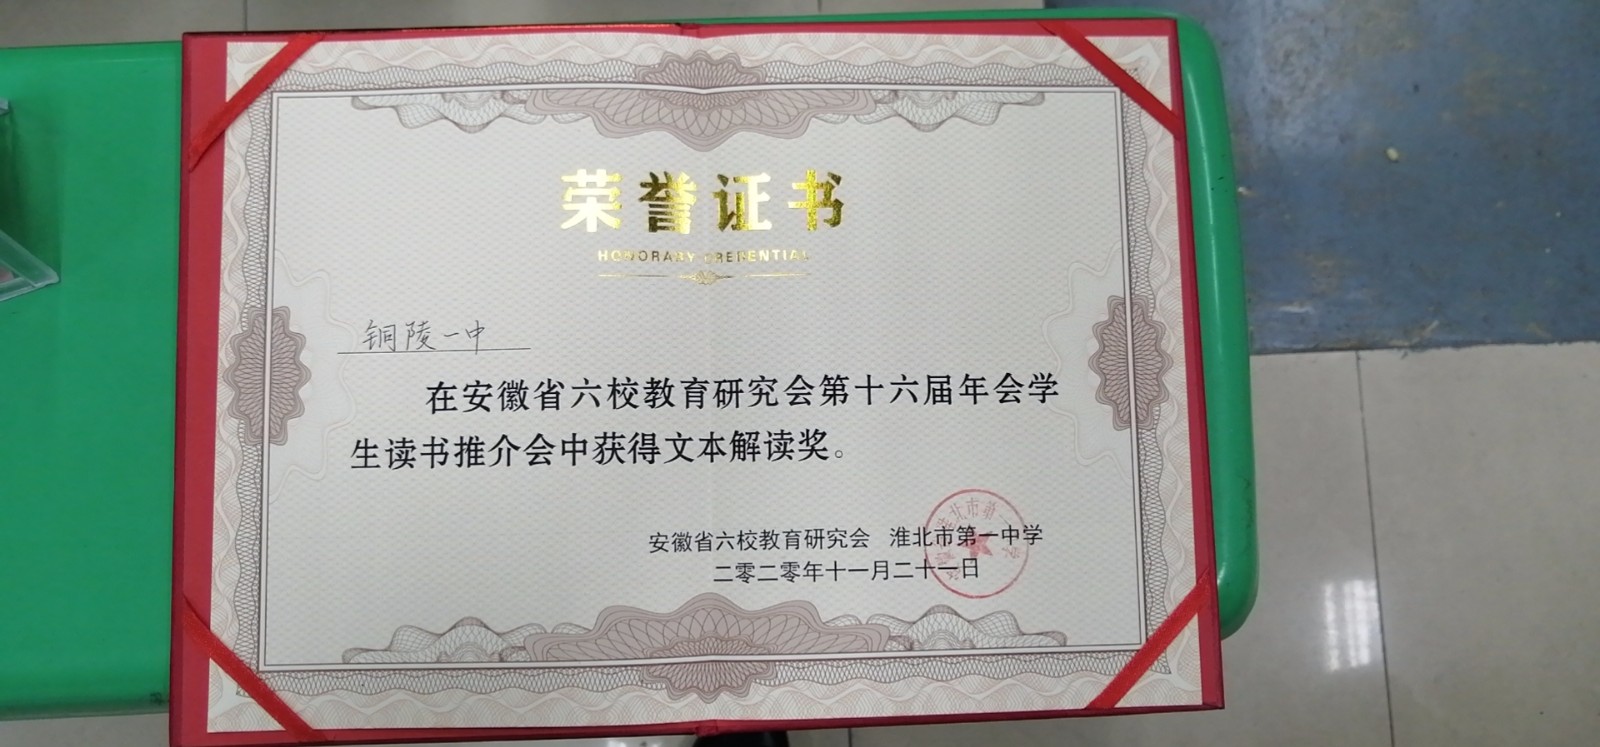 荣誉证书
HONORARY CREDENTIAL
铜陵一中
在安徽省六校教育研究会第十六届年会学
生读书推介会中获得文本解读奖。
安徽省六校教育研究会 淮北市第一中学
二零二零年十一月二十一日